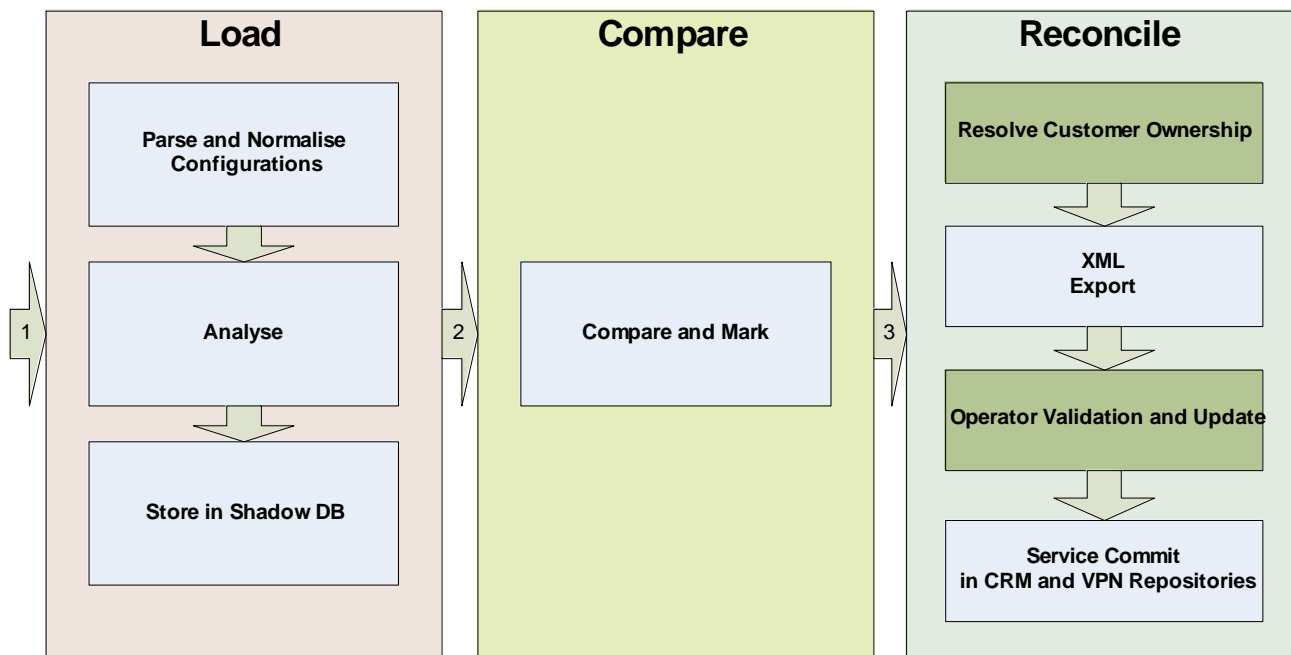 Load
Parse and Normalise
Configurations
Analyse
Store in Shadow DB
1
2
Compare
Compare and Mark
3
Reconcile
Resolve Customer Ownership
XML
Export
Operator Validation and Update
Service Commit
in CRM and VPN Repositories